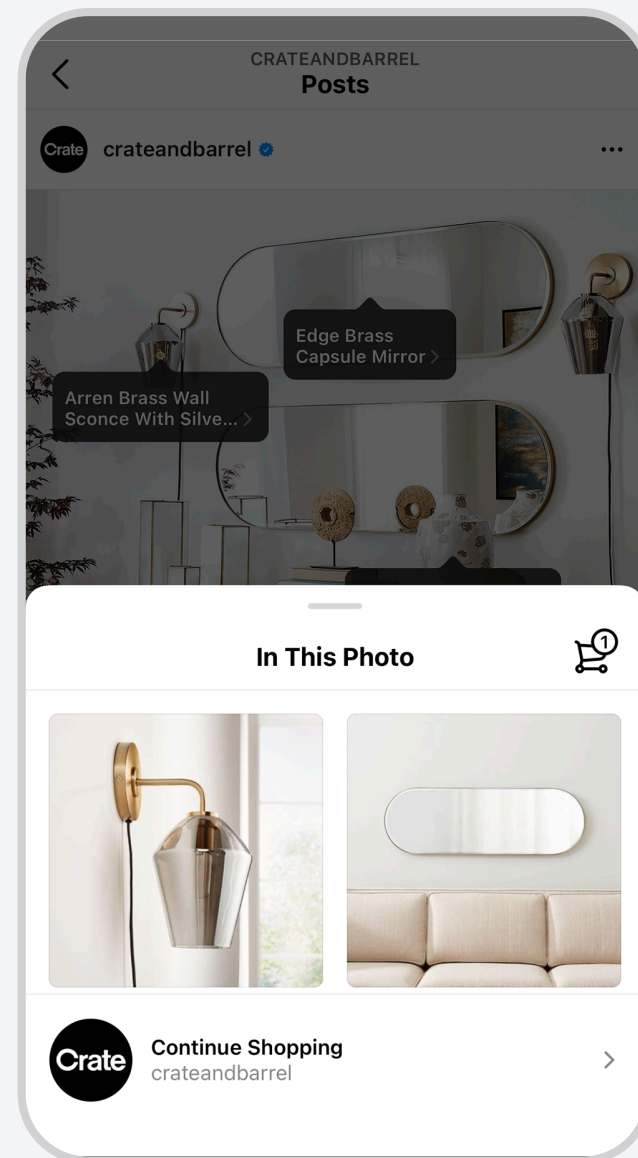 CRATEANDBARREL
Posts
Crate
crateandbarrel
Edge Brass
Capsule Mirror
Arren Brass Wall
Sconce With Silve...
In This Photo
1
Crate
Continue Shopping
crateandbarrel